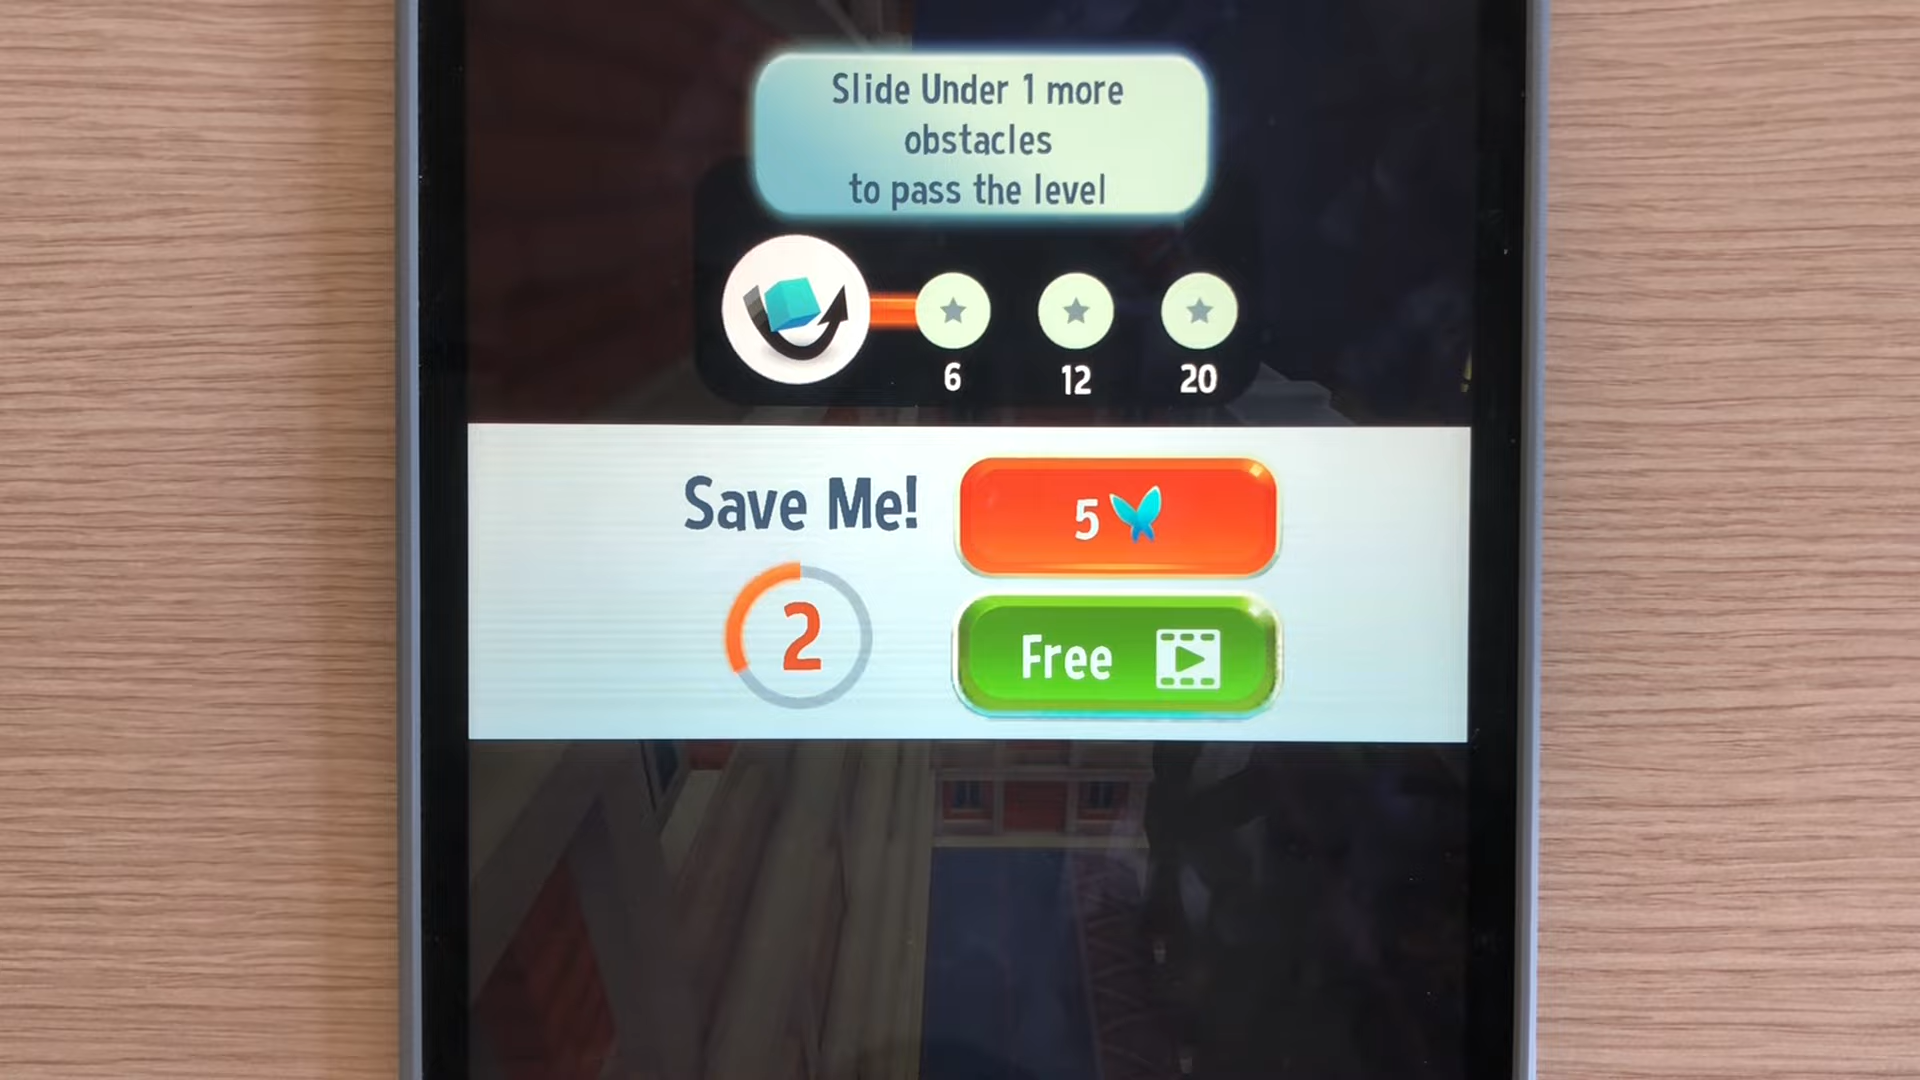 Slide Under 1 more
obstacles
to pass the level
6
12
20
Save Me!
5
2
Free